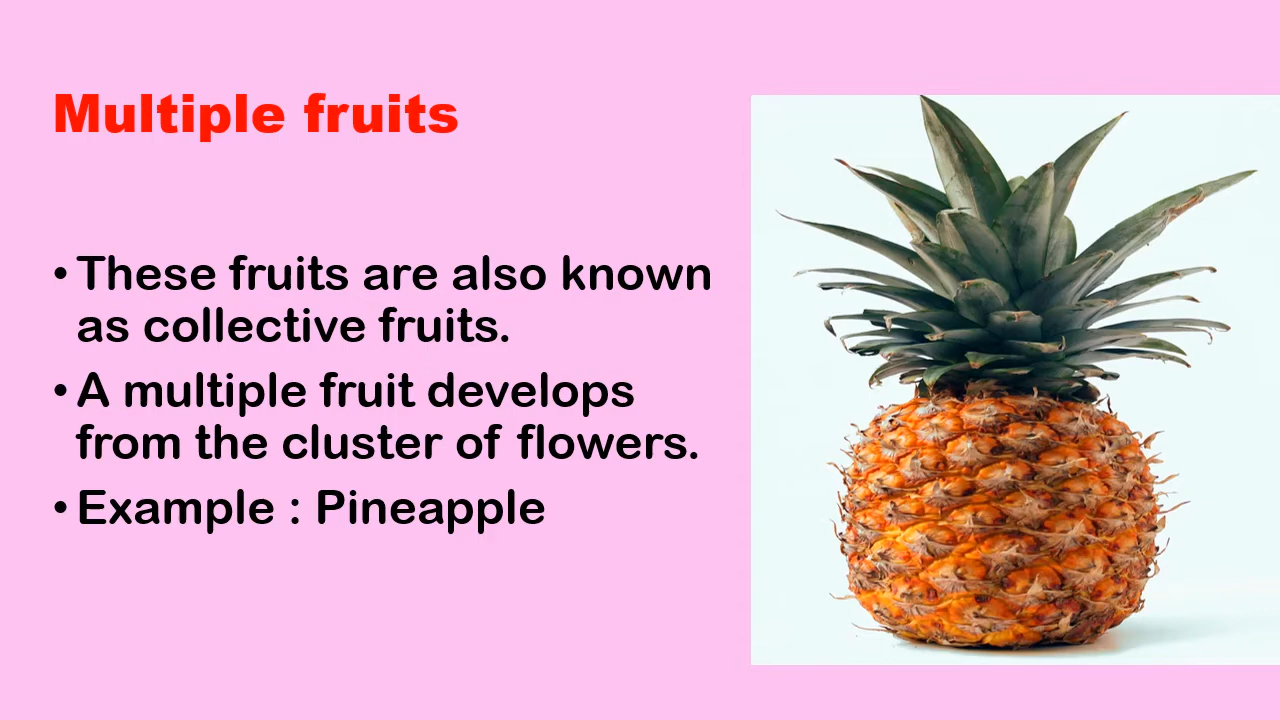 Multiple fruits
• These fruits are also known
as collective fruits.
• A multiple fruit develops
from the cluster of flowers.
• Example : Pineapple